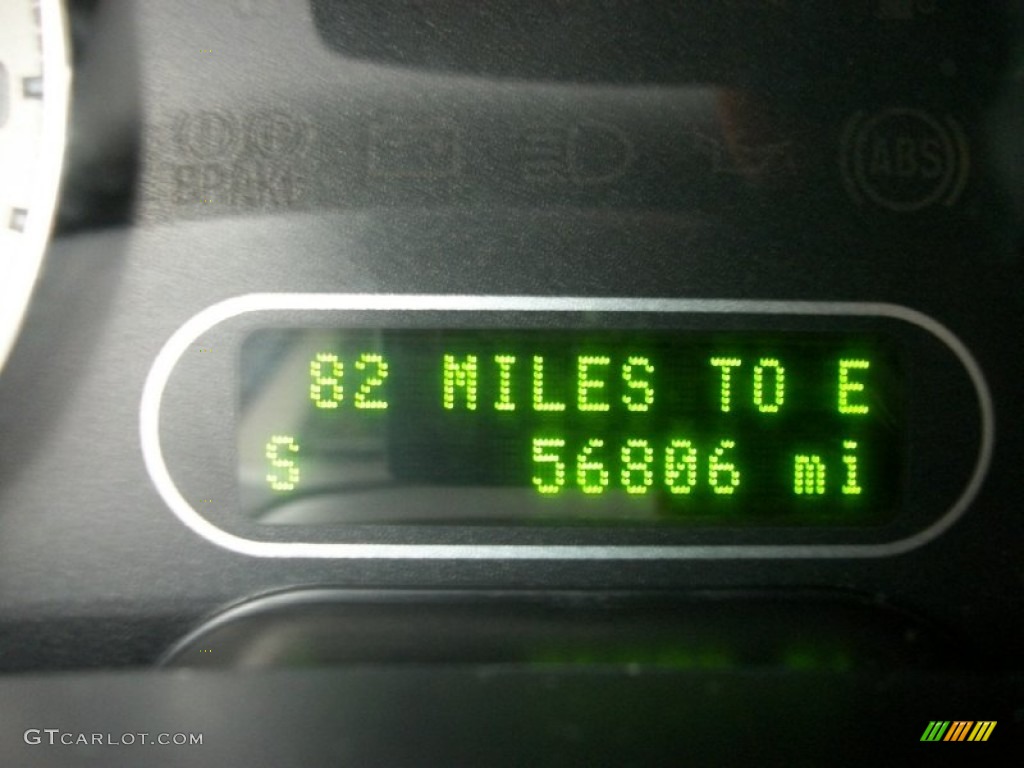 BRAKE
ABS
82 MILES TO E
S 56806 mi
GTCARLOT.COM